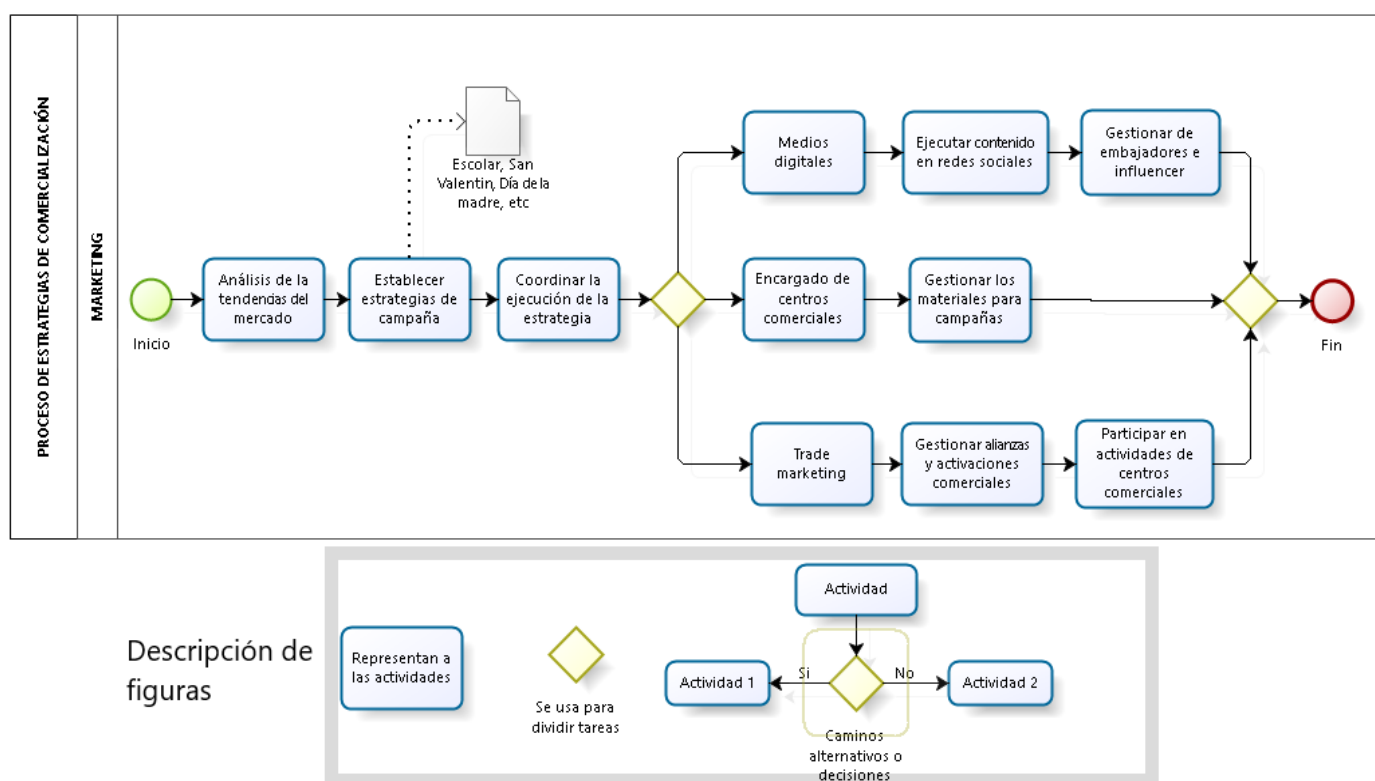 PROCESO DE ESTRATEGIAS DE COMERCIALIZACIÓN
MARKETING
Inicio
Análisis de la
tendencias del
mercado
Establecer
estrategias de
campaña
Escolar, San
Valentin, Día de la
madre, etc
Coordinar la
ejecución de la
estrategia
Medios
digitales
Ejecutar contenido
en redes sociales
Gestionar de
embajadores e
influencer
Encargado de
centros
comerciales
Gestionar los
materiales para
campañas
Trade
marketing
Gestionar alianzas
y activaciones
comerciales
Participar en
actividades de
centros
comerciales
Fin
Descripción de
figuras
Representan a
las actividades
Se usa para
dividir tareas
Actividad
Si
No
Actividad 1
Actividad 2
Caminos
alternativos o
decisiones